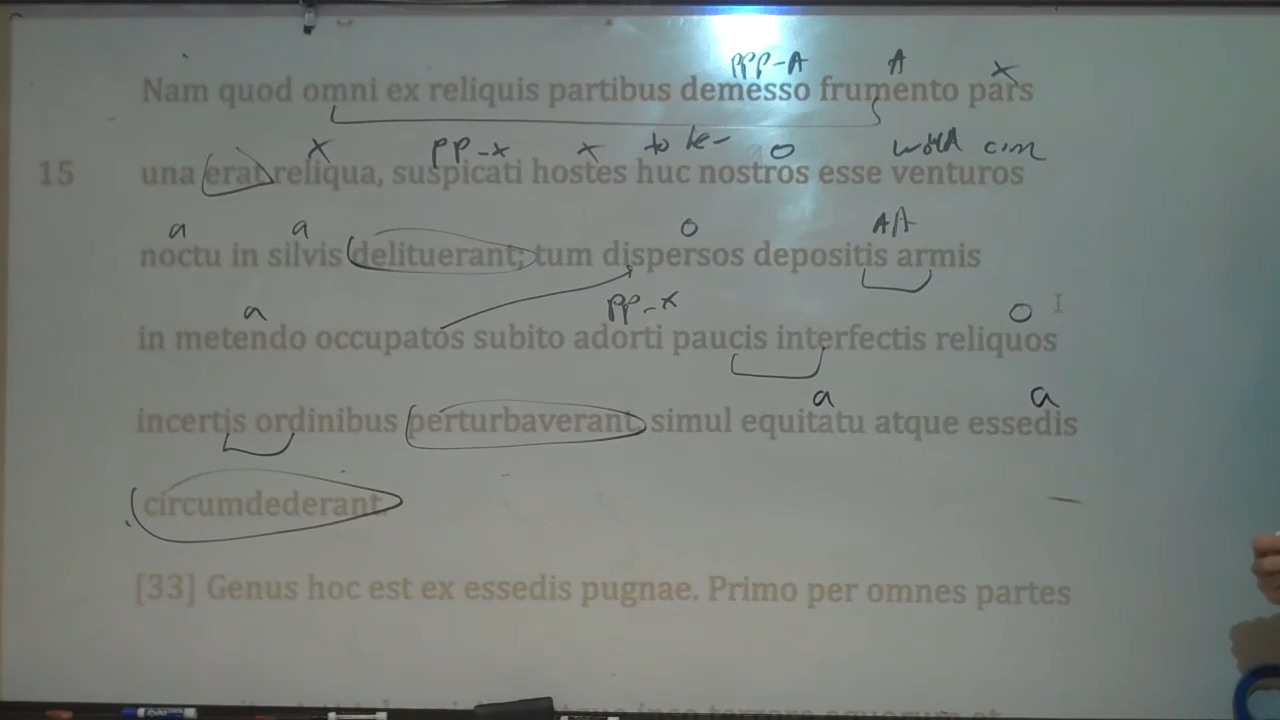 PPP-A A x
Nam quod omni ex reliquis partibus demesso frumento pars
x PP-x x to be- O would come
15 una erat reliqua, suspicati hostes huc nostros esse venturos
a a O AA
noctu in silvis delituerant; tum dispersos depositis armis
a PP-x O
in metendo occupatos subito adorti paucis interfectis reliquos
a a
incertis ordinibus perturbaverant, simul equitatu atque essedis
circumdederant.
[33] Genus hoc est ex essedis pugnae. Primo per omnes partes